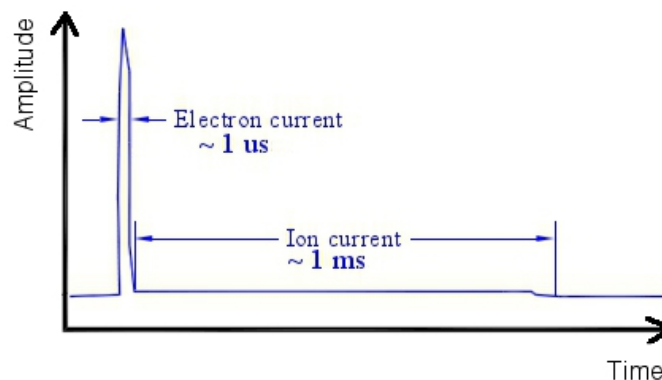 Amplitude
Electron current
~ 1 us
Ion current
~ 1 ms
Time